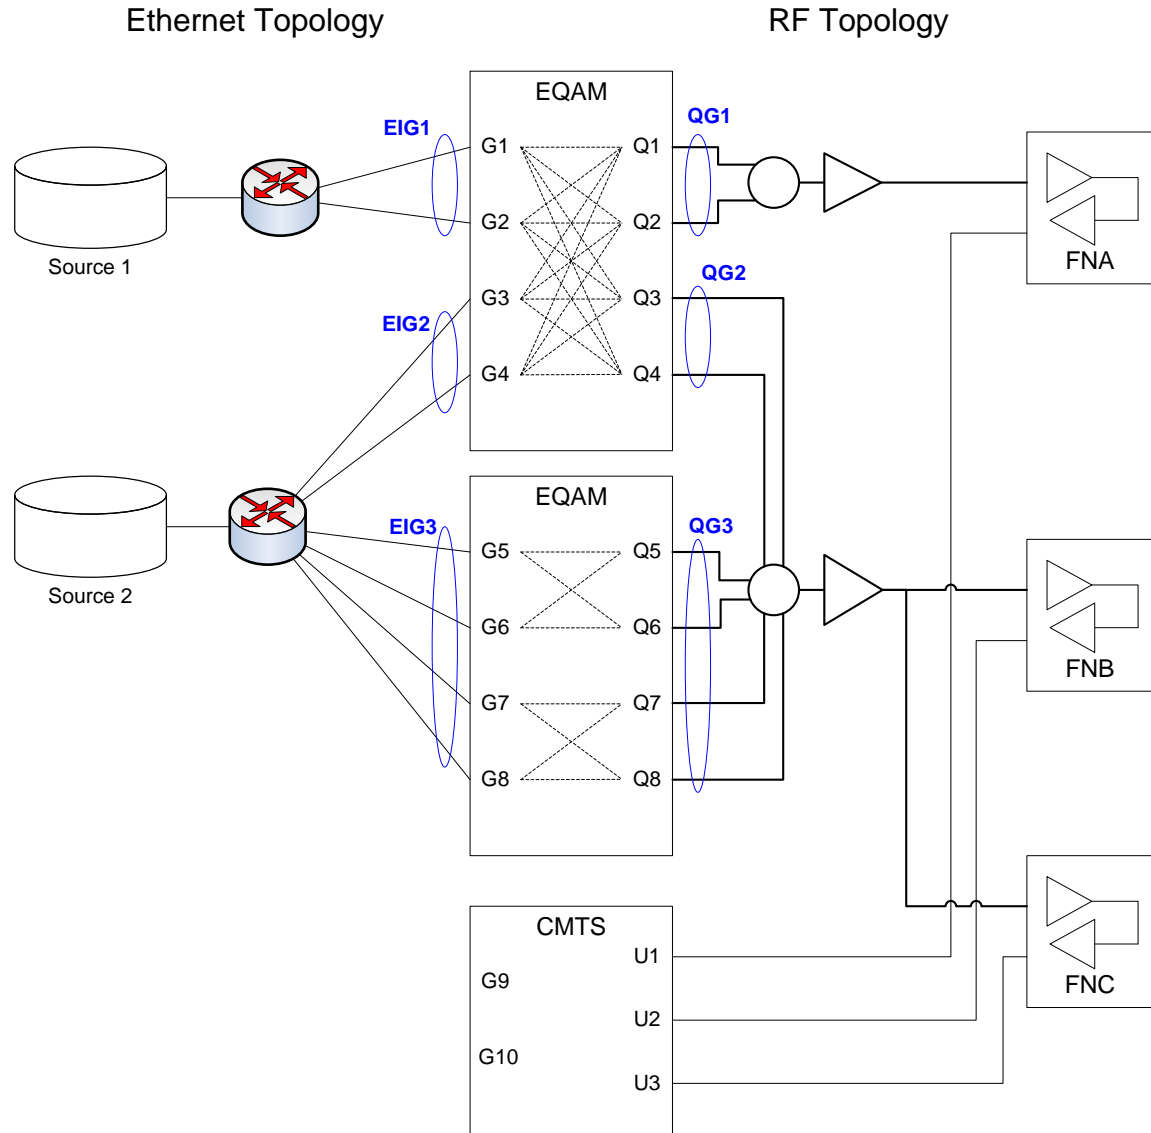 Ethernet Topology
RF Topology
EQAM
EIG1
QG1
G1
Q1
G2
Q2
Source 1
FNA
QG2
G3
Q3
EIG2
G4
Q4
EQAM
EIG3
QG3
G5
Q5
Source 2
G6
Q6
FNB
G7
Q7
G8
Q8
CMTS
U1
G9
FNC
U2
G10
U3